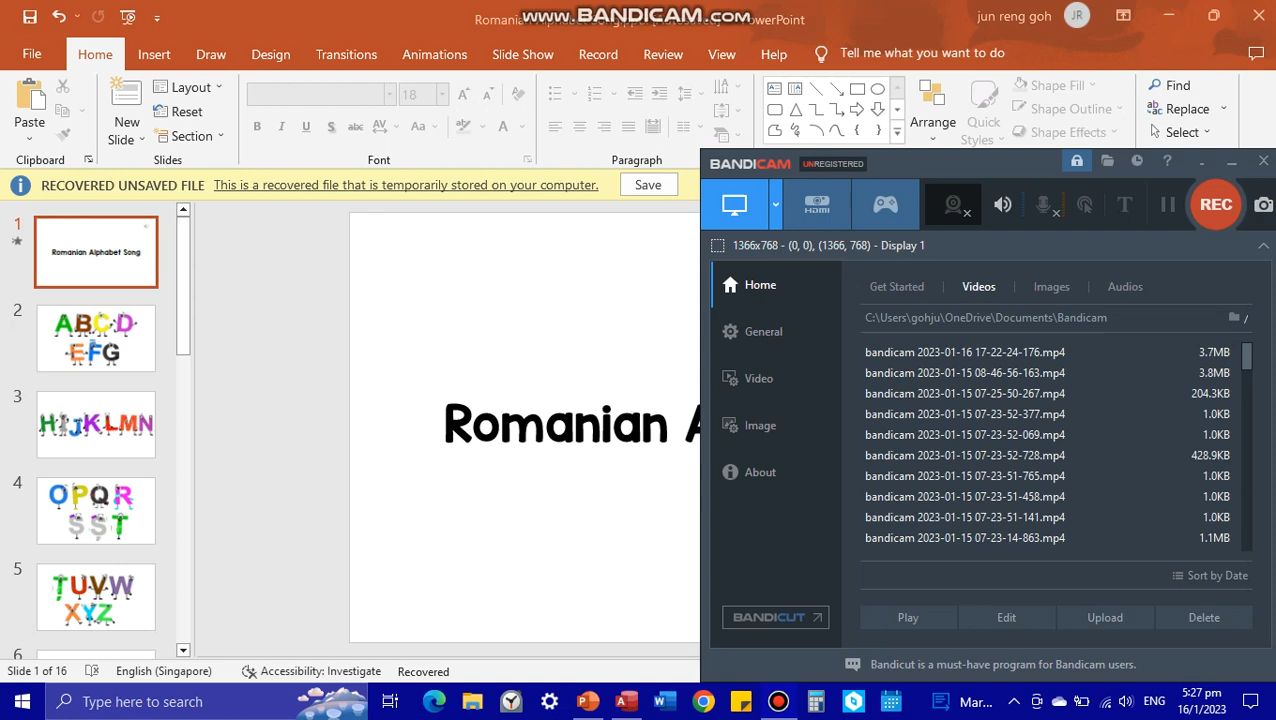 www.BANDICAM.com
Romanian
PowerPoint
jun reng goh
JR
File
Home
Insert
Draw
Design
Transitions
Animations
Slide Show
Record
Review
View
Help
Tell me what you want to do
Paste
New
Slide
Layout
Reset
Section
18
Aa
Arrange
Quick
Styles
Shape Fill
Shape Outline
Shape Effects
Find
Replace
Select
Clipboard
Slides
Font
Paragraph
RECOVERED UNSAVED FILE
This is a recovered file that is temporarily stored on your computer.
Save
1
Romanian Alphabet Song
2
ABCD
EFG
3
HIJKLMN
4
OPQR
SȘT
5
ȚUVW
XYZ
6
Romanian A
BANDICAM
UNREGISTERED
HDMI
REC
1366x768 - (0, 0), (1366, 768) - Display 1
Home
General
Video
Image
About
BANDICUT
Get Started
Videos
Images
Audios
C:\Users\gohju\OneDrive\Documents\Bandicam
bandicam 2023-01-16 17-22-24-176.mp4 3.7MB
bandicam 2023-01-15 08-46-56-163.mp4 3.8MB
bandicam 2023-01-15 07-25-50-267.mp4 204.3KB
bandicam 2023-01-15 07-23-52-377.mp4 1.0KB
bandicam 2023-01-15 07-23-52-069.mp4 1.0KB
bandicam 2023-01-15 07-23-52-728.mp4 428.9KB
bandicam 2023-01-15 07-23-51-765.mp4 1.0KB
bandicam 2023-01-15 07-23-51-458.mp4 1.0KB
bandicam 2023-01-15 07-23-51-141.mp4 1.0KB
bandicam 2023-01-15 07-23-14-863.mp4 1.1MB
Sort by Date
Play
Edit
Upload
Delete
Bandicut is a must-have program for Bandicam users.
Slide 1 of 16
English (Singapore)
Accessibility: Investigate
Recovered
Type here to search
Mar...
ENG
5:27 pm
16/1/2023